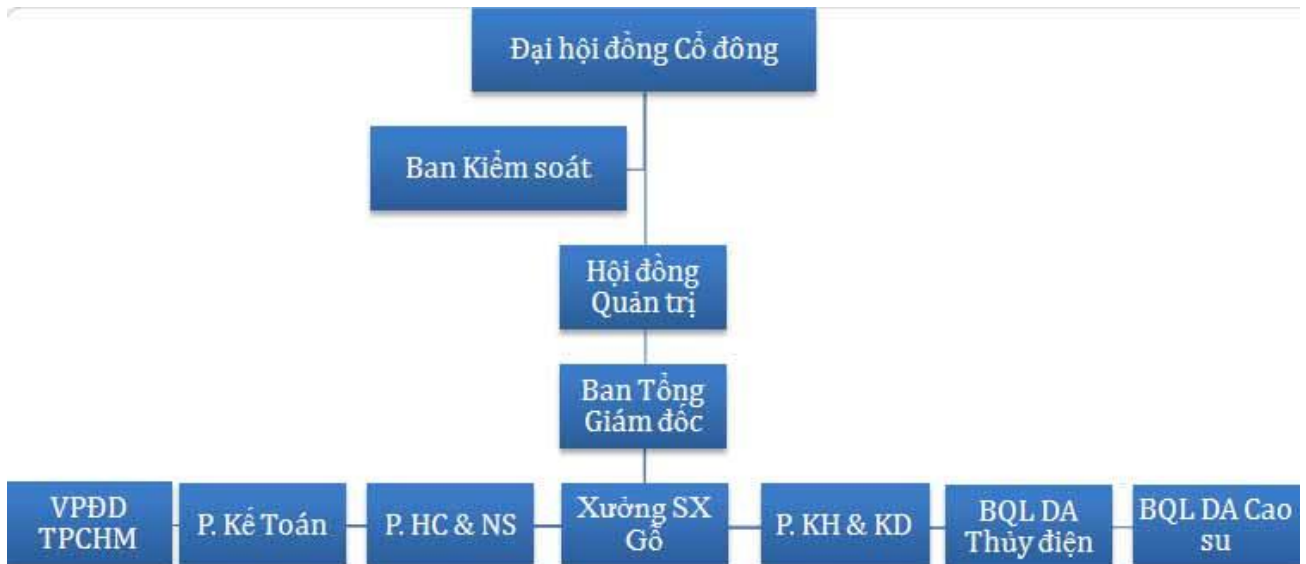 Đại hội đồng Cổ đông
Ban Kiểm soát
Hội đồng
Quản trị
Ban Tổng
Giám đốc
VPĐD
TPCHM
P. Kế Toán
P. HC & NS
Xưởng SX
Gỗ
P. KH & KD
BQL DA
Thủy điện
BQL DA Cao
su